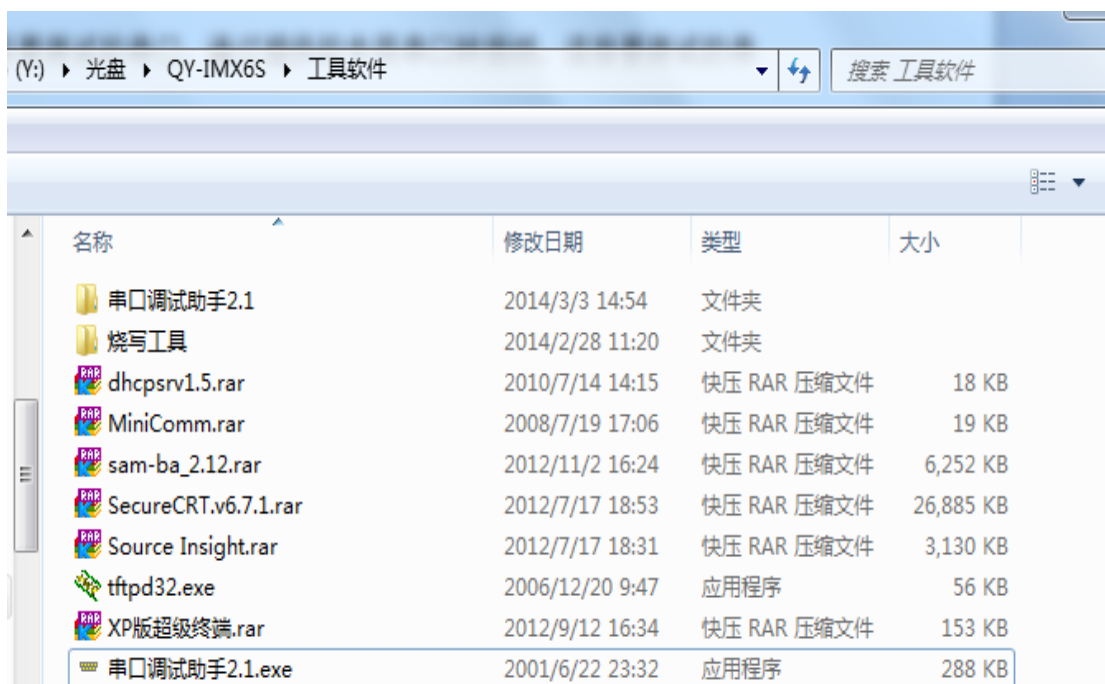 (Y:) 光盘 QY-IMX6S 工具软件 搜索 工具软件
名称 修改日期 类型 大小
串口调试助手2.1 2014/3/3 14:54 文件夹
烧写工具 2014/2/28 11:20 文件夹
dhcpsrv1.5.rar 2010/7/14 14:15 快压 RAR 压缩文件 18 KB
MiniComm.rar 2008/7/19 17:06 快压 RAR 压缩文件 19 KB
sam-ba_2.12.rar 2012/11/2 16:24 快压 RAR 压缩文件 6,252 KB
SecureCRT.v6.7.1.rar 2012/7/17 18:53 快压 RAR 压缩文件 26,885 KB
Source Insight.rar 2012/7/17 18:31 快压 RAR 压缩文件 3,130 KB
tftpd32.exe 2006/12/20 9:47 应用程序 56 KB
XP版超级终端.rar 2012/9/12 16:34 快压 RAR 压缩文件 153 KB
串口调试助手2.1.exe 2001/6/22 23:32 应用程序 288 KB